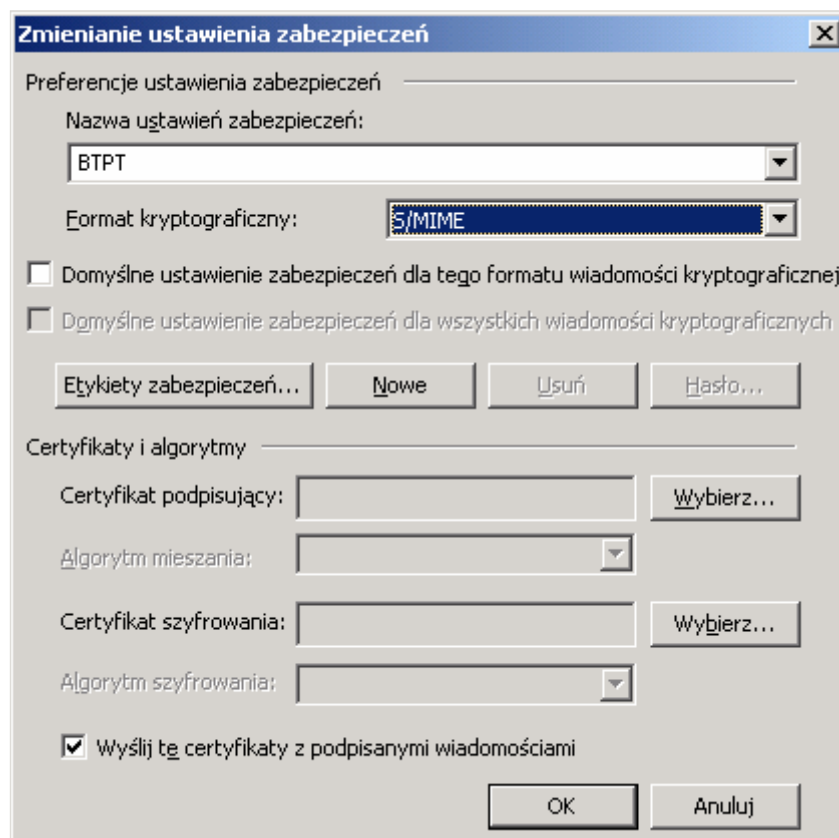 Zmienianie ustawienia zabezpieczeń
Preferencje ustawienia zabezpieczeń
Nazwa ustawień zabezpieczeń:
BTPT
Format kryptograficzny: S/MIME
Domyślne ustawienie zabezpieczeń dla tego formatu wiadomości kryptograficznej
Domyślne ustawienie zabezpieczeń dla wszystkich wiadomości kryptograficznych
Etykiety zabezpieczeń... Nowe Usuń Hasło...
Certyfikaty i algorytmy
Certyfikat podpisujący: Wybierz...
Algorytm mieszania:
Certyfikat szyfrowania: Wybierz...
Algorytm szyfrowania:
Wyślij te certyfikaty z podpisanymi wiadomościami
OK Anuluj